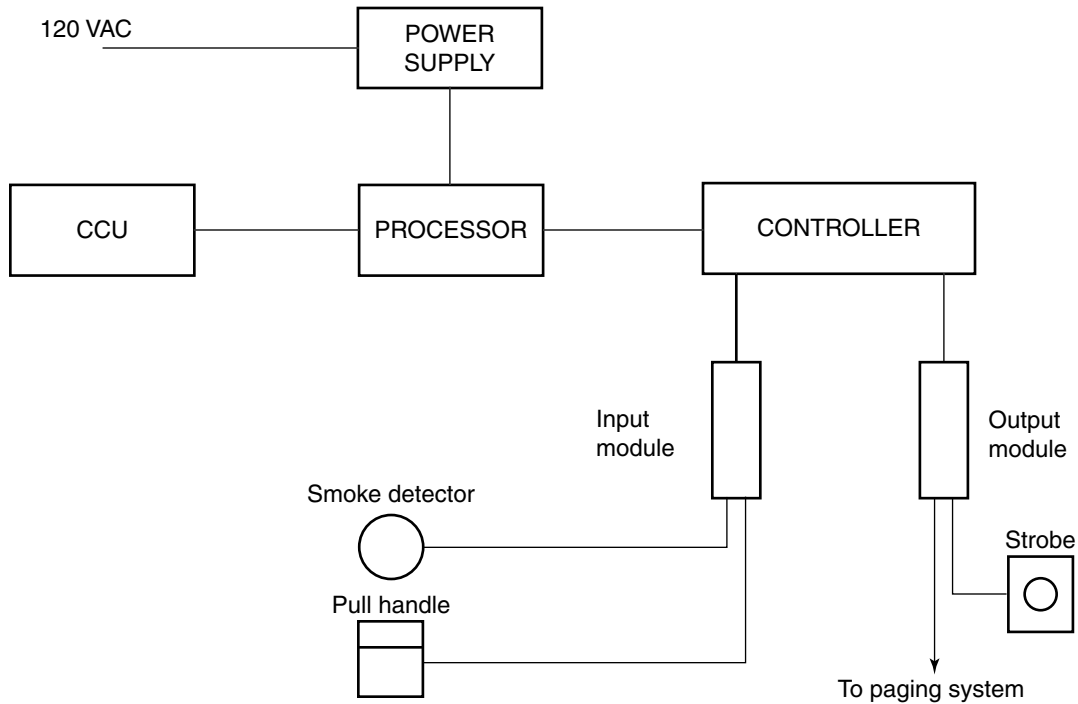 120 VAC
POWER
SUPPLY
CCU
PROCESSOR
CONTROLLER
Input
module
Output
module
Smoke detector
Strobe
Pull handle
To paging system